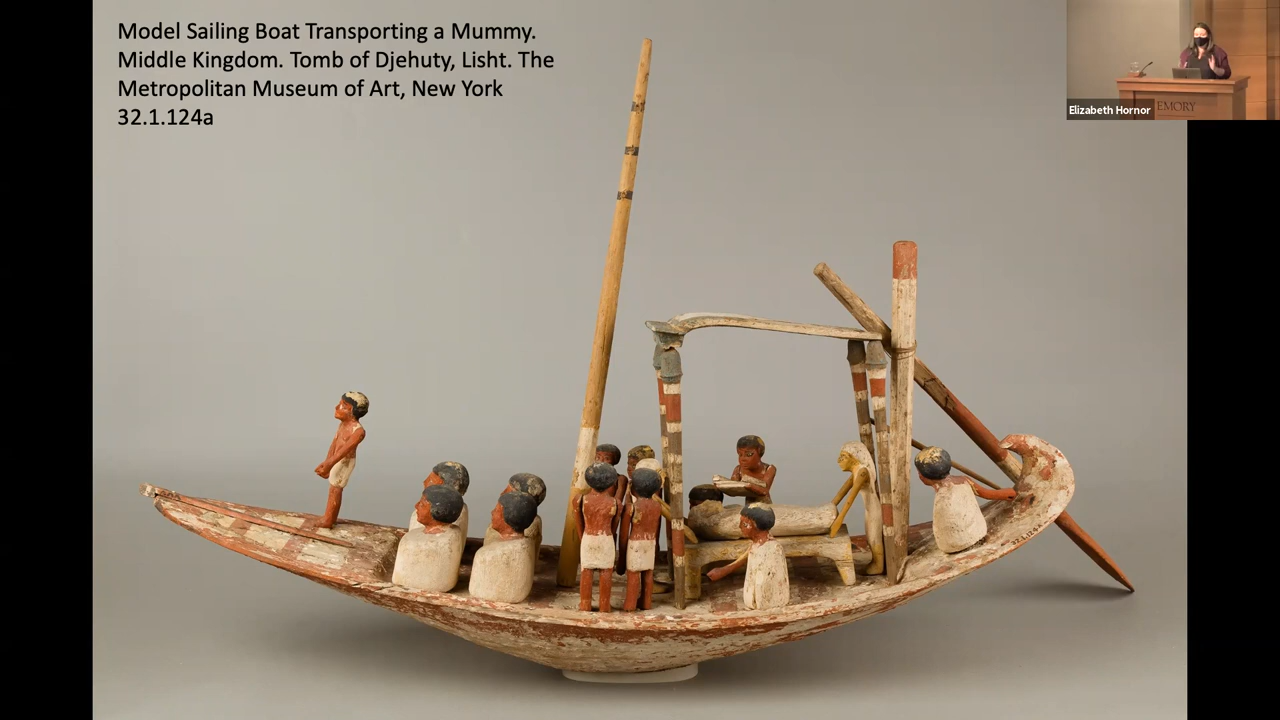 Model Sailing Boat Transporting a Mummy.
Middle Kingdom. Tomb of Djehuty, Lisht. The
Metropolitan Museum of Art, New York
32.1.124a
Elizabeth Hornor
EMORY